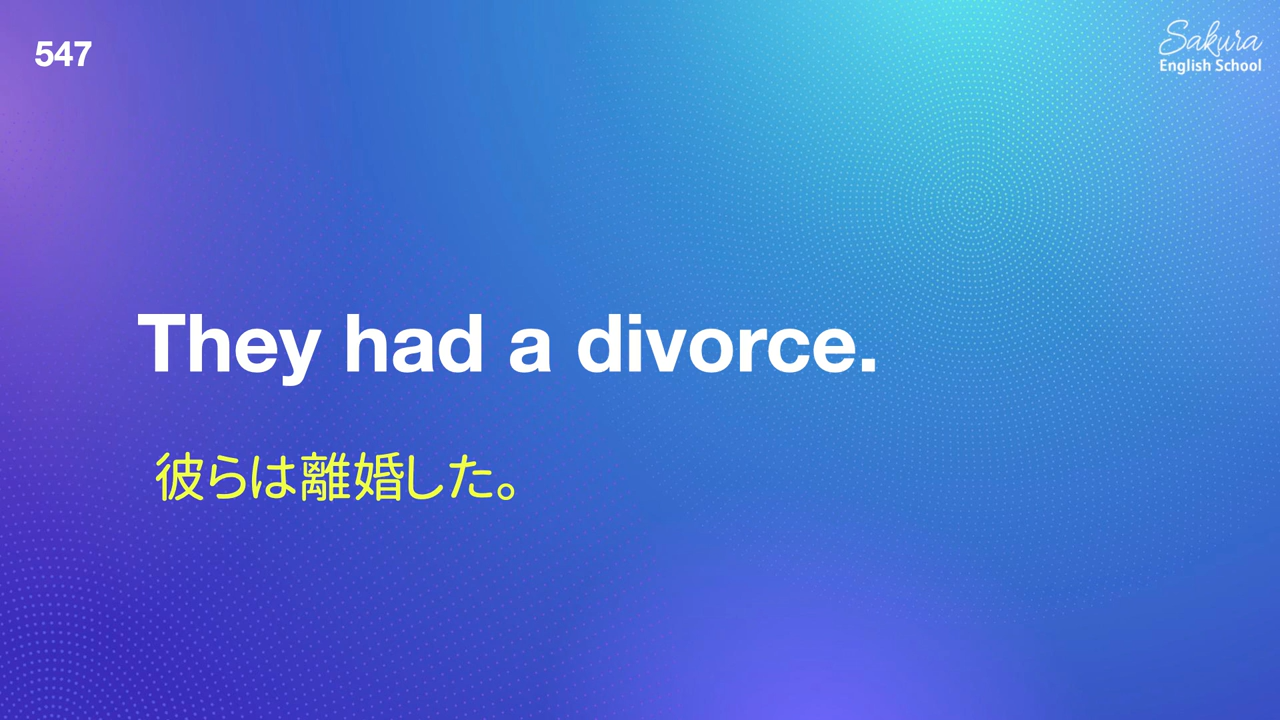 547
Sakura
English School
They had a divorce.
彼らは離婚した。